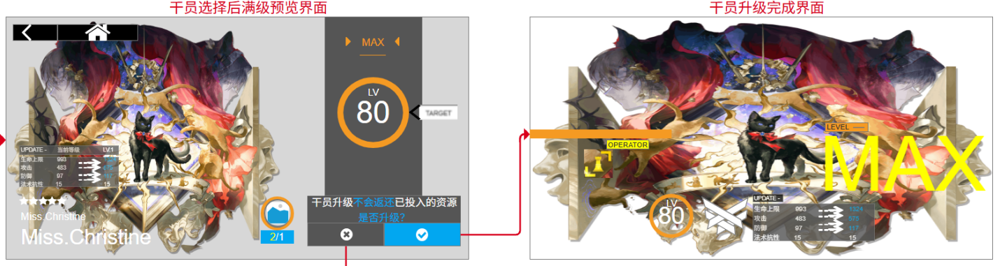 干员选择后满级预览界面
MAX
LV
80
TARGET
UPDATE - 当前等级 LV.1
生命上限 993
攻击 483
防御 97
法术抗性 15 15
Miss.Christine
Miss.Christine
2/1
干员升级不会返还已投入的资源
是否升级?
干员升级完成界面
LEVEL
OPERATOR
MAX
LV
80
UPDATE -
生命上限 993 1324
攻击 483 575
防御 97 117
法术抗性 15 15